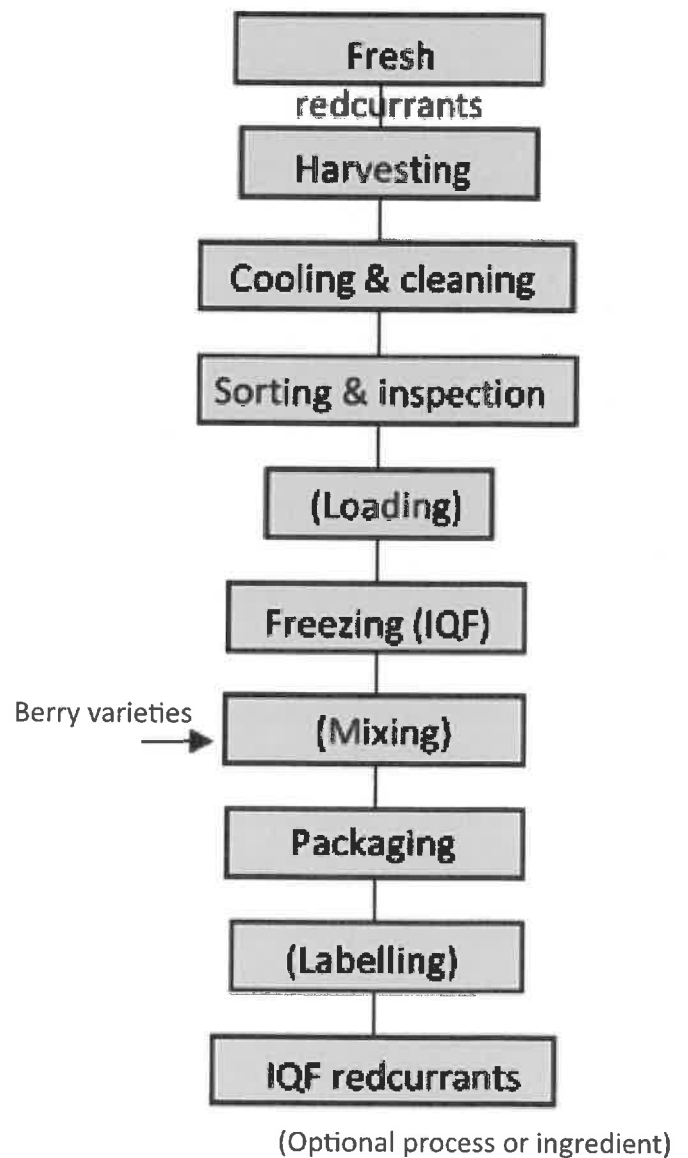 Fresh
redcurrants
Harvesting
Cooling & cleaning
Sorting & inspection
(Loading)
Freezing (IQF)
Berry varieties
(Mixing)
Packaging
(Labelling)
IQF redcurrants
(Optional process or ingredient)